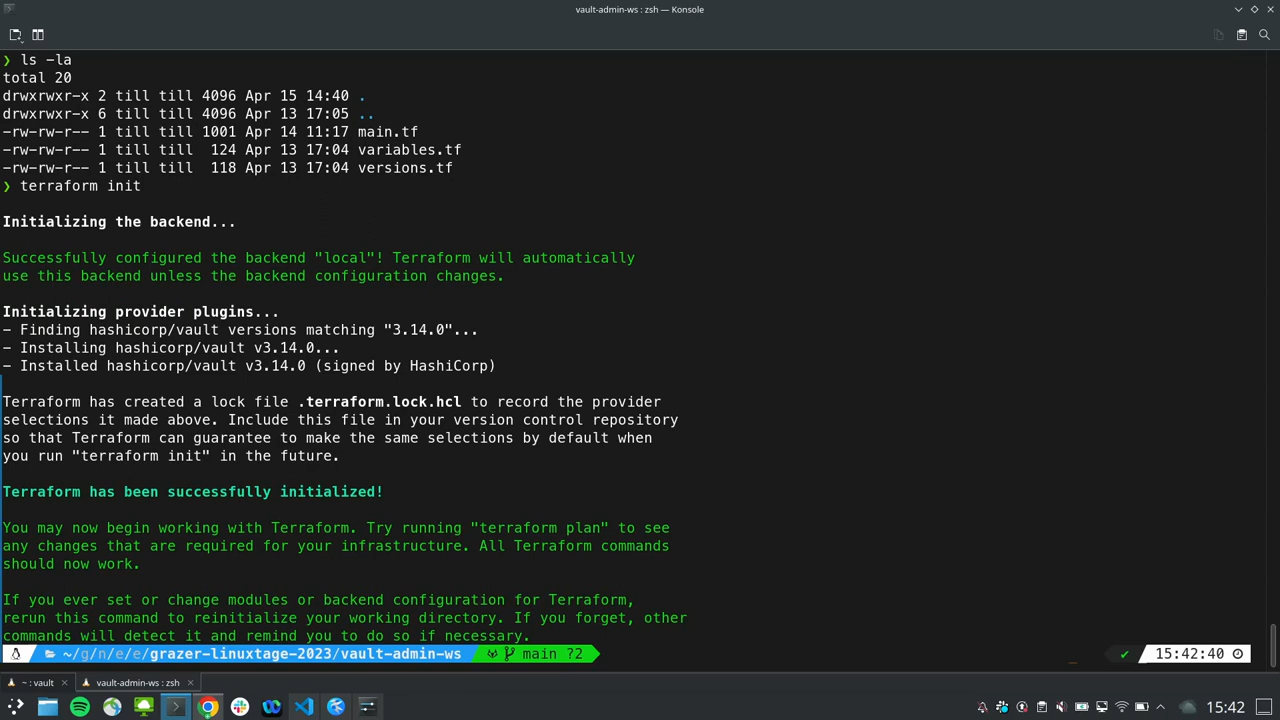 vault-admin-ws : zsh — Konsole
❯ ls -la
total 20
drwxrwxr-x 2 till till 4096 Apr 15 14:40 .
drwxrwxr-x 6 till till 4096 Apr 13 17:05 ..
-rw-rw-r-- 1 till till 1001 Apr 14 11:17 main.tf
-rw-rw-r-- 1 till till  124 Apr 13 17:04 variables.tf
-rw-rw-r-- 1 till till  118 Apr 13 17:04 versions.tf
❯ terraform init
Initializing the backend...
Successfully configured the backend "local"! Terraform will automatically
use this backend unless the backend configuration changes.
Initializing provider plugins...
- Finding hashicorp/vault versions matching "3.14.0"...
- Installing hashicorp/vault v3.14.0...
- Installed hashicorp/vault v3.14.0 (signed by HashiCorp)
Terraform has created a lock file .terraform.lock.hcl to record the provider
selections it made above. Include this file in your version control repository
so that Terraform can guarantee to make the same selections by default when
you run "terraform init" in the future.
Terraform has been successfully initialized!
You may now begin working with Terraform. Try running "terraform plan" to see
any changes that are required for your infrastructure. All Terraform commands
should now work.
If you ever set or change modules or backend configuration for Terraform,
rerun this command to reinitialize your working directory. If you forget, other
commands will detect it and remind you to do so if necessary.
~/g/n/e/e/grazer-linuxtage-2023/vault-admin-ws main ?2 ✔ 15:42:40
~ : vault vault-admin-ws : zsh
15:42